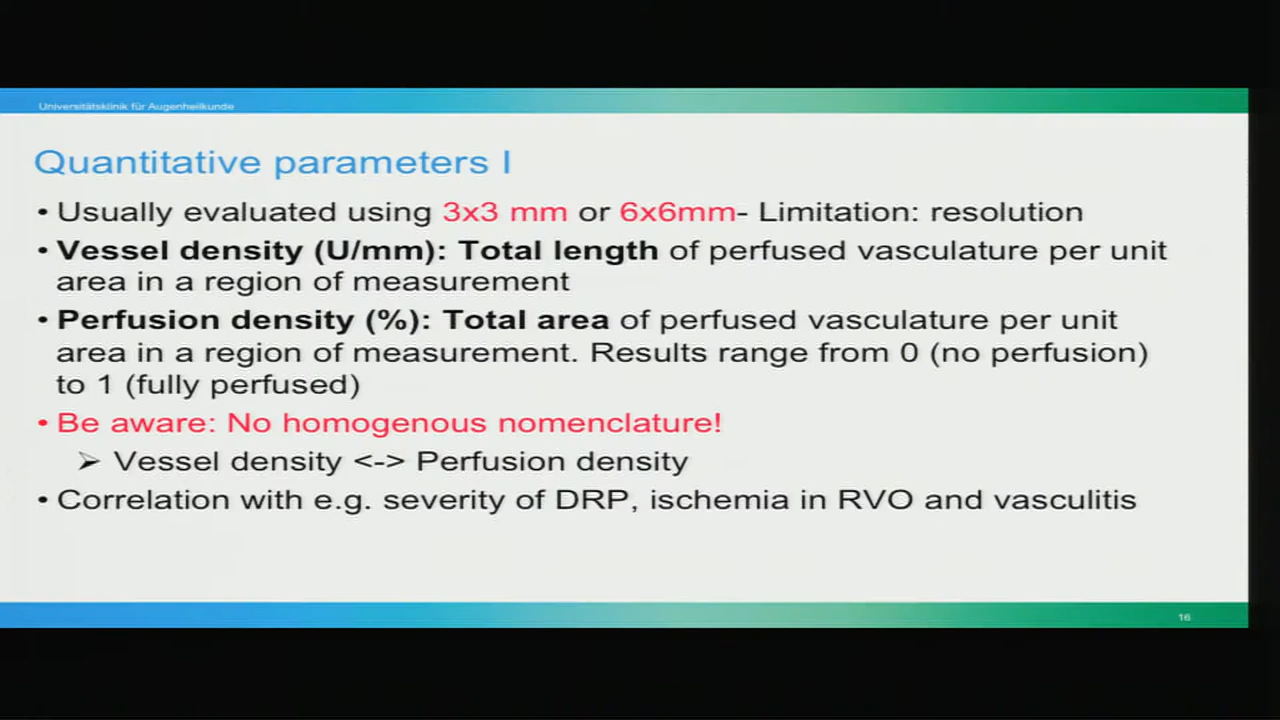 Universitätsklinik für Augenheilkunde
Quantitative parameters I
• Usually evaluated using 3x3 mm or 6x6mm- Limitation: resolution
• Vessel density (U/mm): Total length of perfused vasculature per unit
area in a region of measurement
• Perfusion density (%): Total area of perfused vasculature per unit
area in a region of measurement. Results range from 0 (no perfusion)
to 1 (fully perfused)
• Be aware: No homogenous nomenclature!
➢ Vessel density <-> Perfusion density
• Correlation with e.g. severity of DRP, ischemia in RVO and vasculitis
16